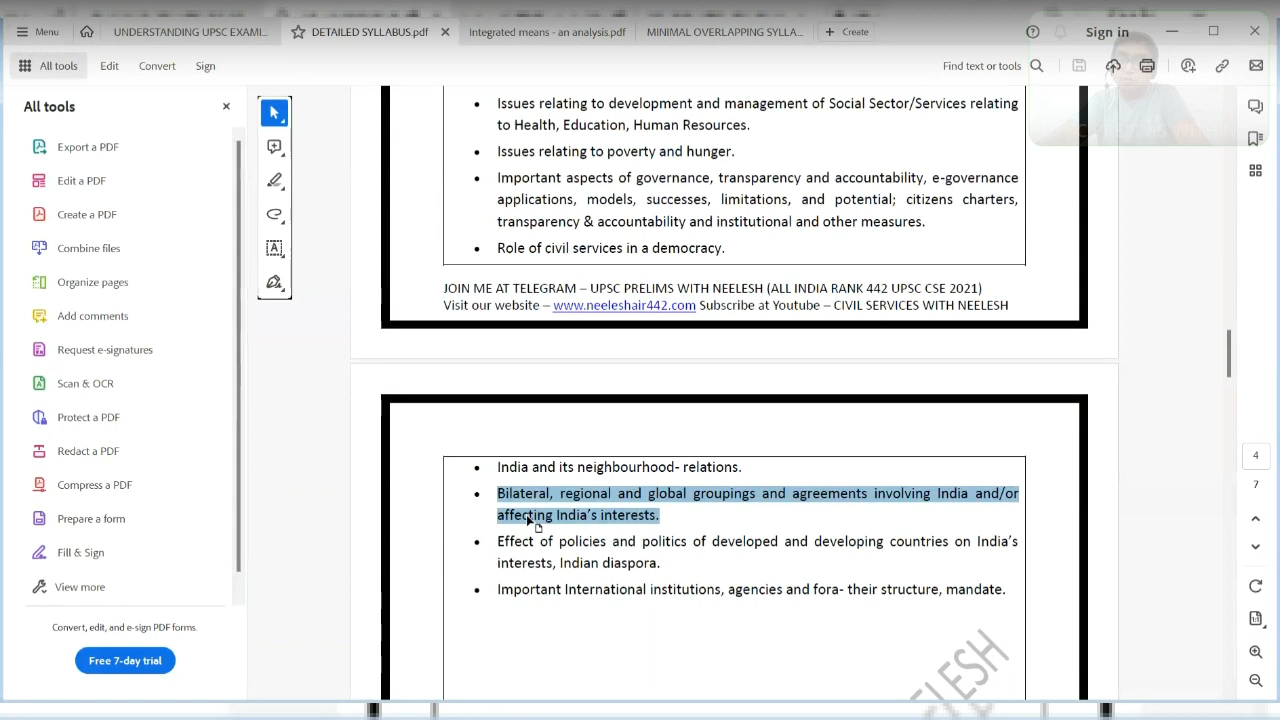 Menu
UNDERSTANDING UPSC EXAMI...
DETAILED SYLLABUS.pdf
Integrated means - an analysis.pdf
MINIMAL OVERLAPPING SYLLA...
Create
Sign in
All tools
Edit
Convert
Sign
Find text or tools
All tools
Export a PDF
Edit a PDF
Create a PDF
Combine files
Organize pages
Add comments
Request e-signatures
Scan & OCR
Protect a PDF
Redact a PDF
Compress a PDF
Prepare a form
Fill & Sign
View more
Convert, edit, and e-sign PDF forms.
Free 7-day trial
• Issues relating to development and management of Social Sector/Services relating
to Health, Education, Human Resources.
• Issues relating to poverty and hunger.
• Important aspects of governance, transparency and accountability, e-governance
applications, models, successes, limitations, and potential; citizens charters,
transparency & accountability and institutional and other measures.
• Role of civil services in a democracy.
JOIN ME AT TELEGRAM – UPSC PRELIMS WITH NEELESH (ALL INDIA RANK 442 UPSC CSE 2021)
Visit our website – www.neeleshair442.com Subscribe at Youtube – CIVIL SERVICES WITH NEELESH
• India and its neighbourhood- relations.
• Bilateral, regional and global groupings and agreements involving India and/or
affecting India's interests.
• Effect of policies and politics of developed and developing countries on India's
interests, Indian diaspora.
• Important International institutions, agencies and fora- their structure, mandate.
ELESH
4
7